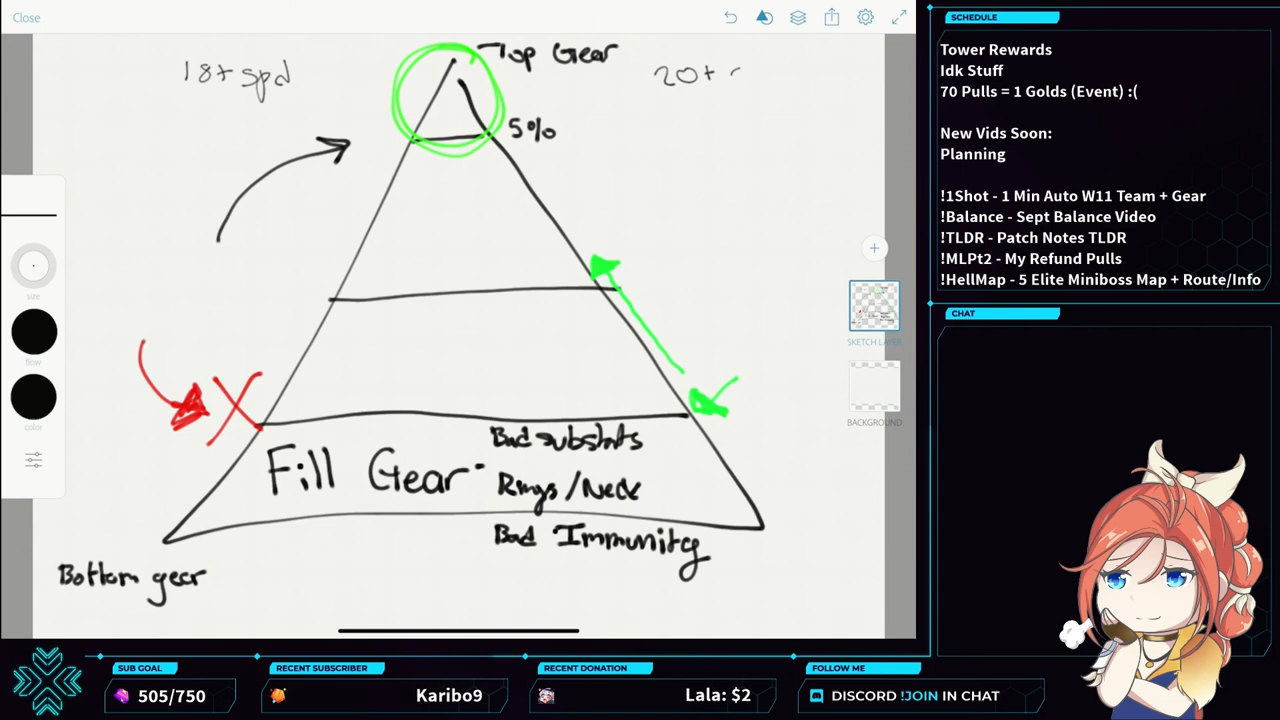 Close
18+ spd
Top Gear
20+
5%
Fill Gear
Bad substats
Rings/Neck
Bad Immunity
Bottom gear
size
flow
color
SKETCH LAYER
BACKGROUND
SCHEDULE
Tower Rewards
Idk Stuff
70 Pulls = 1 Golds (Event) :(
New Vids Soon:
Planning
!1Shot - 1 Min Auto W11 Team + Gear
!Balance - Sept Balance Video
!TLDR - Patch Notes TLDR
!MLPt2 - My Refund Pulls
!HellMap - 5 Elite Miniboss Map + Route/Info
CHAT
SUB GOAL
505/750
RECENT SUBSCRIBER
Karibo9
RECENT DONATION
Lala: $2
FOLLOW ME
DISCORD !JOIN IN CHAT